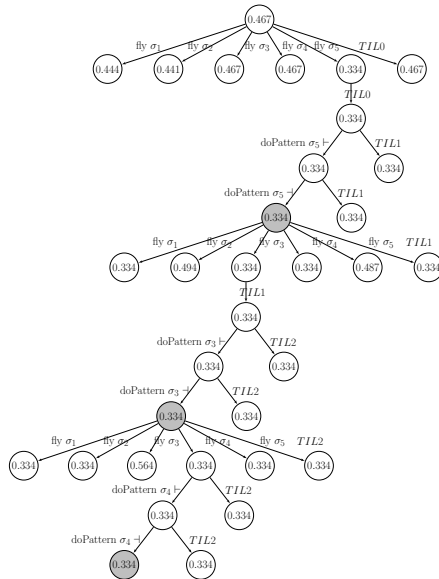 0.467
fly σ1 fly σ2 fly σ3 fly σ4 fly σ5 TIL0
0.444 0.441 0.467 0.467 0.334 0.467
TIL0
0.334
doPattern σ5 ⊢ TIL1
0.334 0.334
doPattern σ5 ⊣ TIL1
0.334 0.334
fly σ1 fly σ2 fly σ3 fly σ4 fly σ5 TIL1
0.334 0.494 0.334 0.334 0.487 0.334
TIL1
0.334
doPattern σ3 ⊢ TIL2
0.334 0.334
doPattern σ3 ⊣ TIL2
0.334 0.334
fly σ1 fly σ2 fly σ3 fly σ4 fly σ5 TIL2
0.334 0.334 0.564 0.334 0.334 0.334
doPattern σ4 ⊢ TIL2
0.334 0.334
doPattern σ4 ⊣ TIL2
0.334 0.334